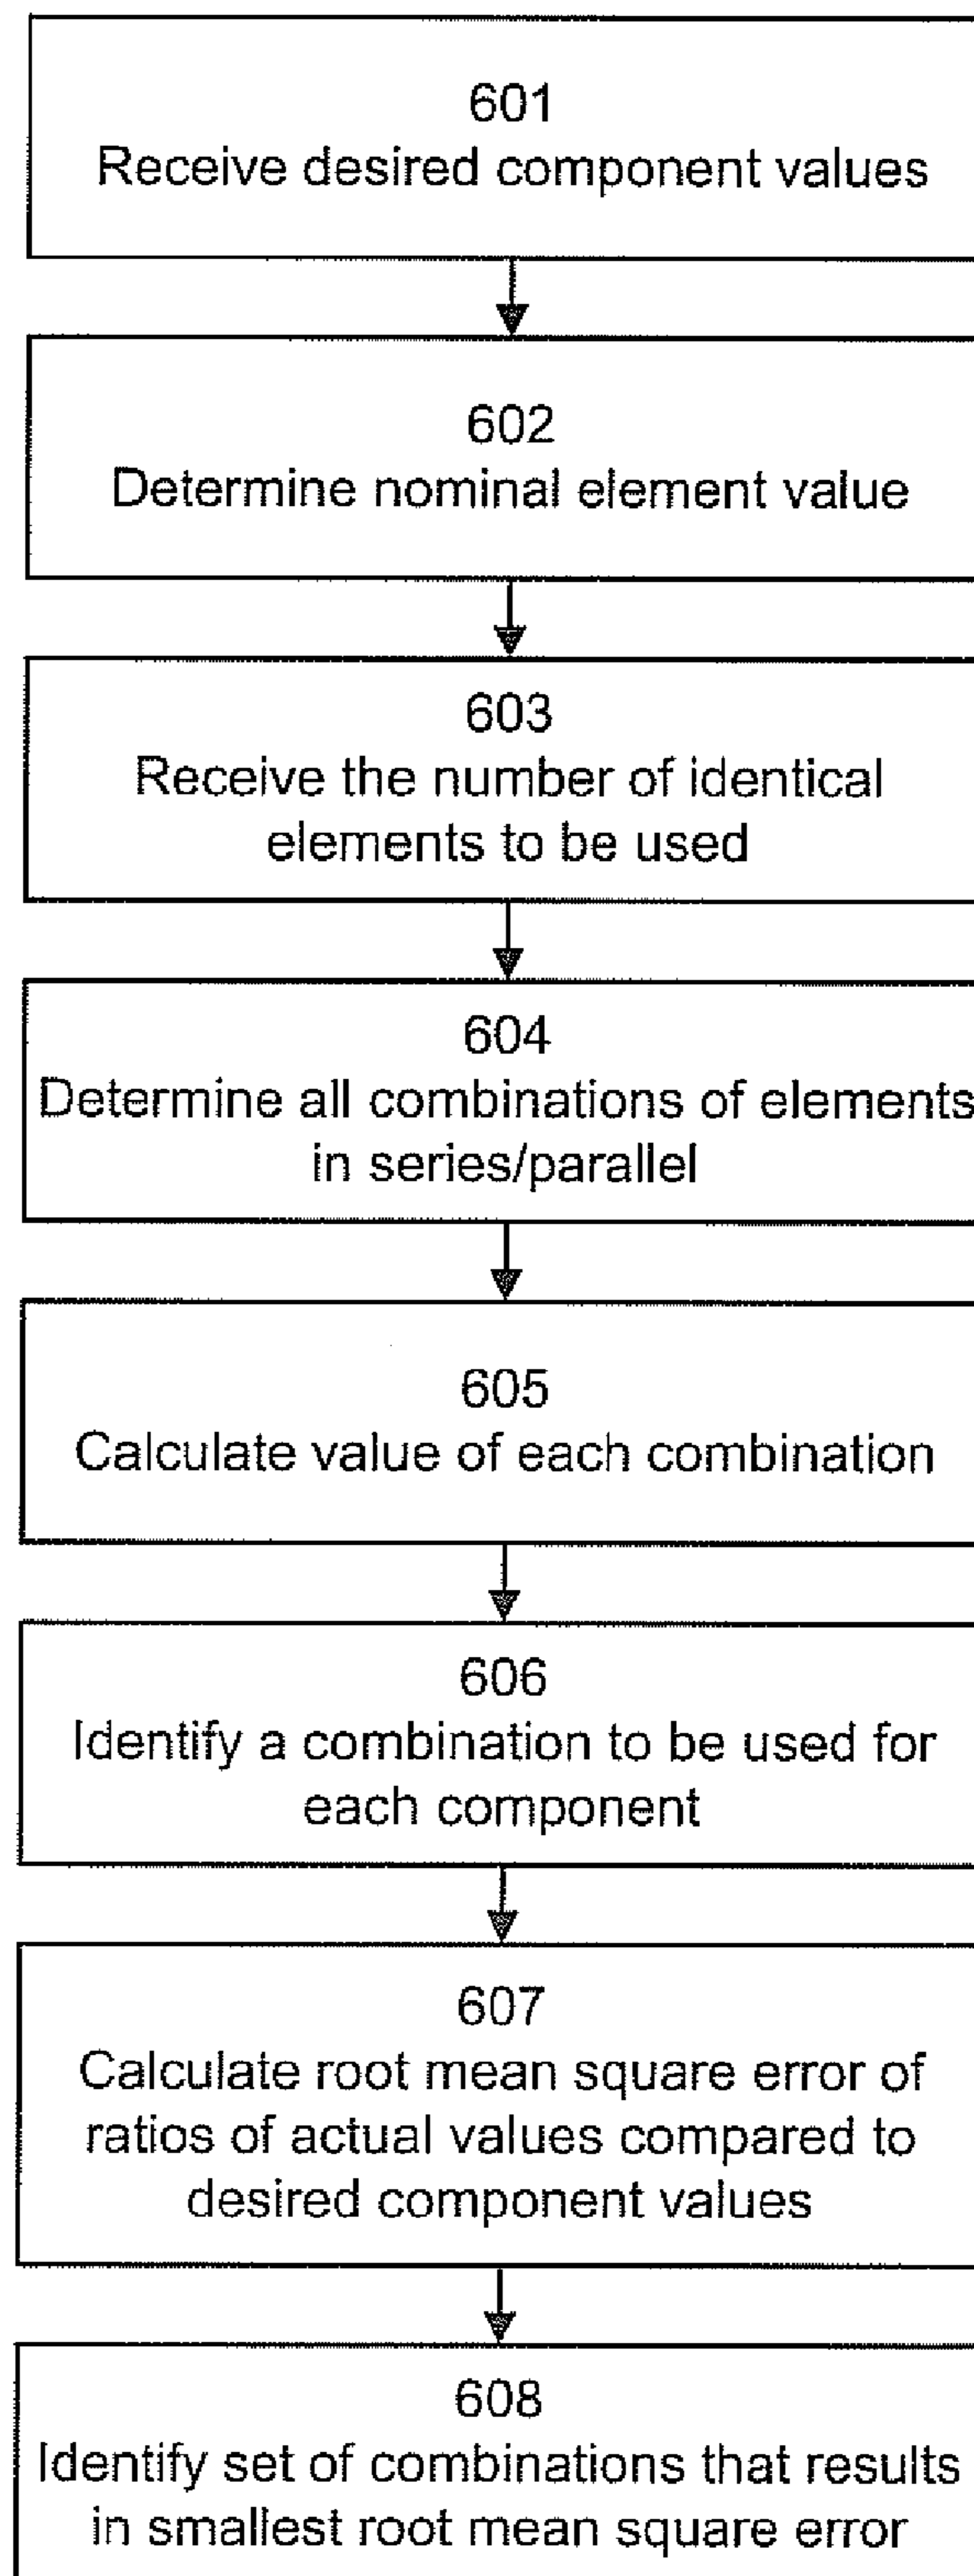 601
Receive desired component values
602
Determine nominal element value
603
Receive the number of identical
elements to be used
604
Determine all combinations of elements
in series/parallel
605
Calculate value of each combination
606
Identify a combination to be used for
each component
607
Calculate root mean square error of
ratios of actual values compared to
desired component values
608
Identify set of combinations that results
in smallest root mean square error